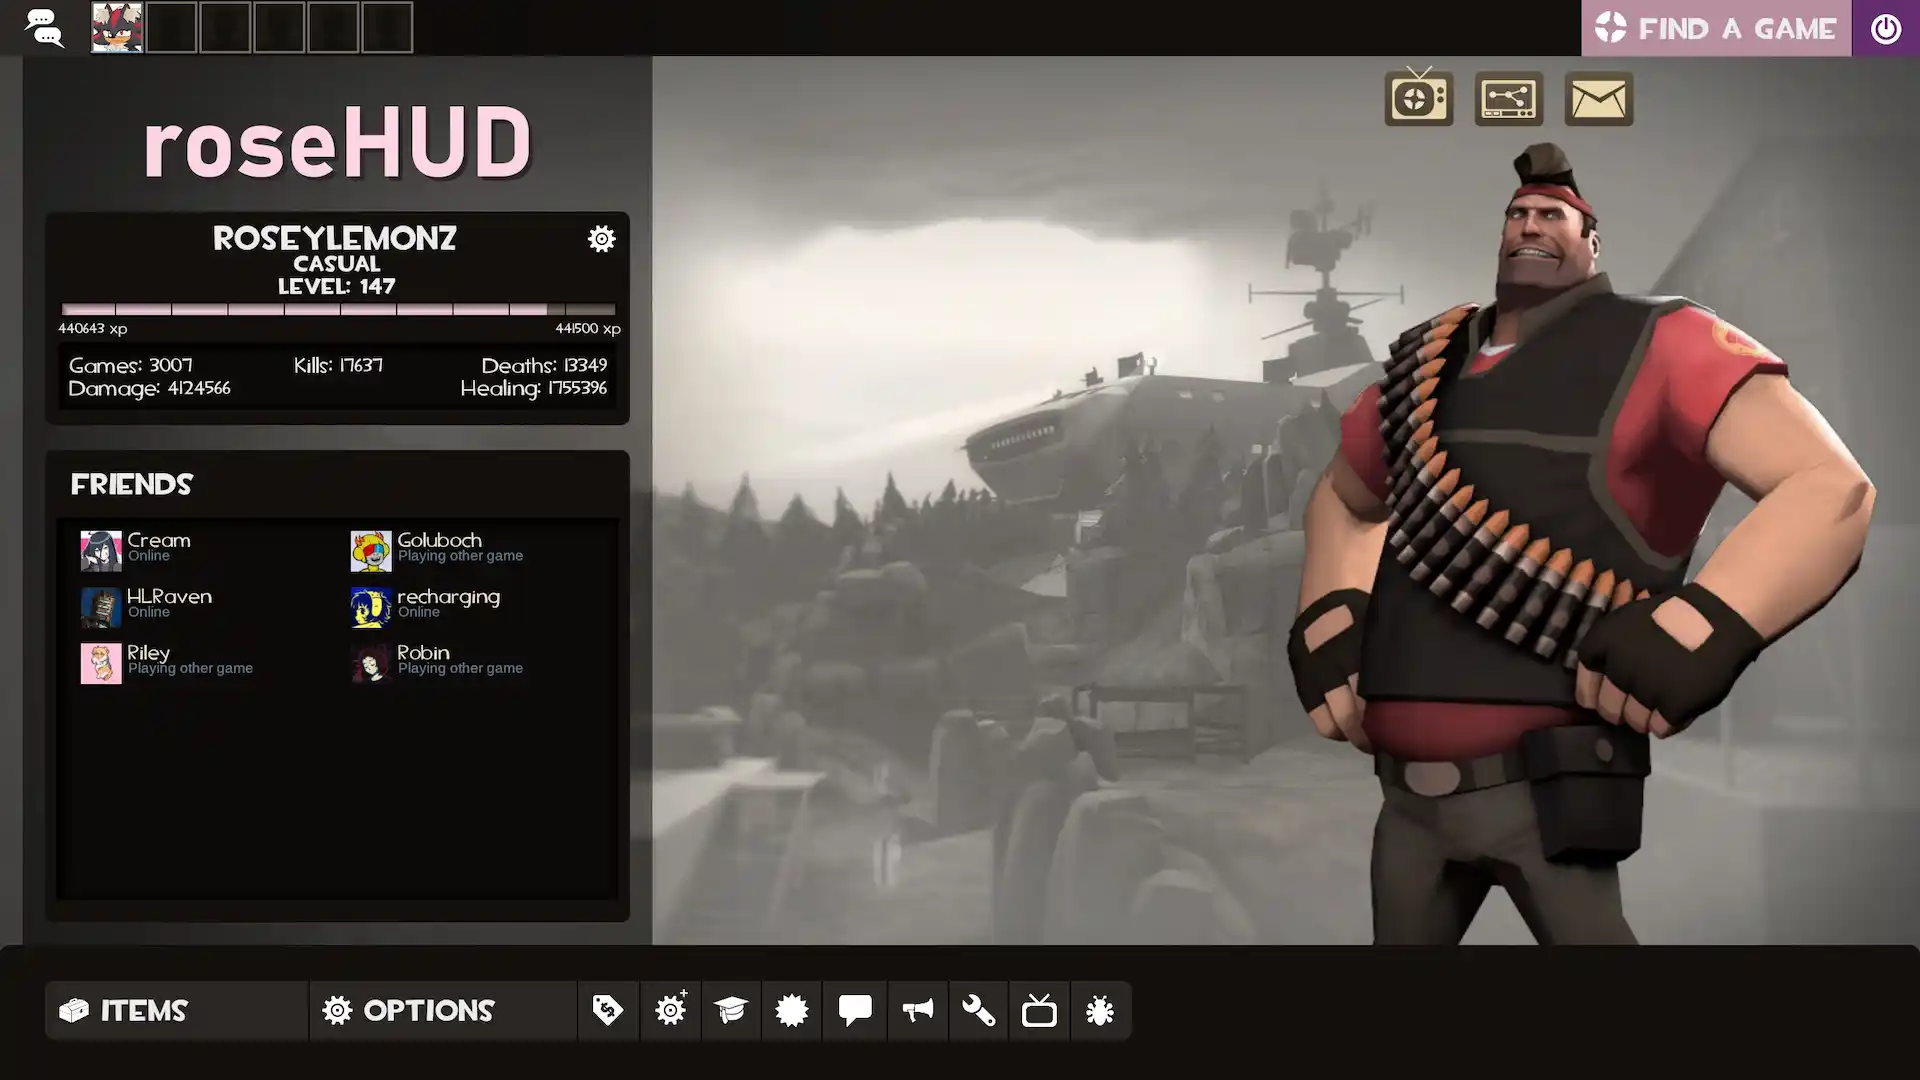 FIND A GAME
roseHUD
ROSEYLEMONZ
CASUAL
LEVEL: 147
440643 xp
441500 xp
Games: 3007
Kills: 17637
Deaths: 13349
Damage: 4124566
Healing: 1755396
FRIENDS
Cream
Online
Goluboch
Playing other game
HLRaven
Online
recharging
Online
Riley
Playing other game
Robin
Playing other game
ITEMS
OPTIONS